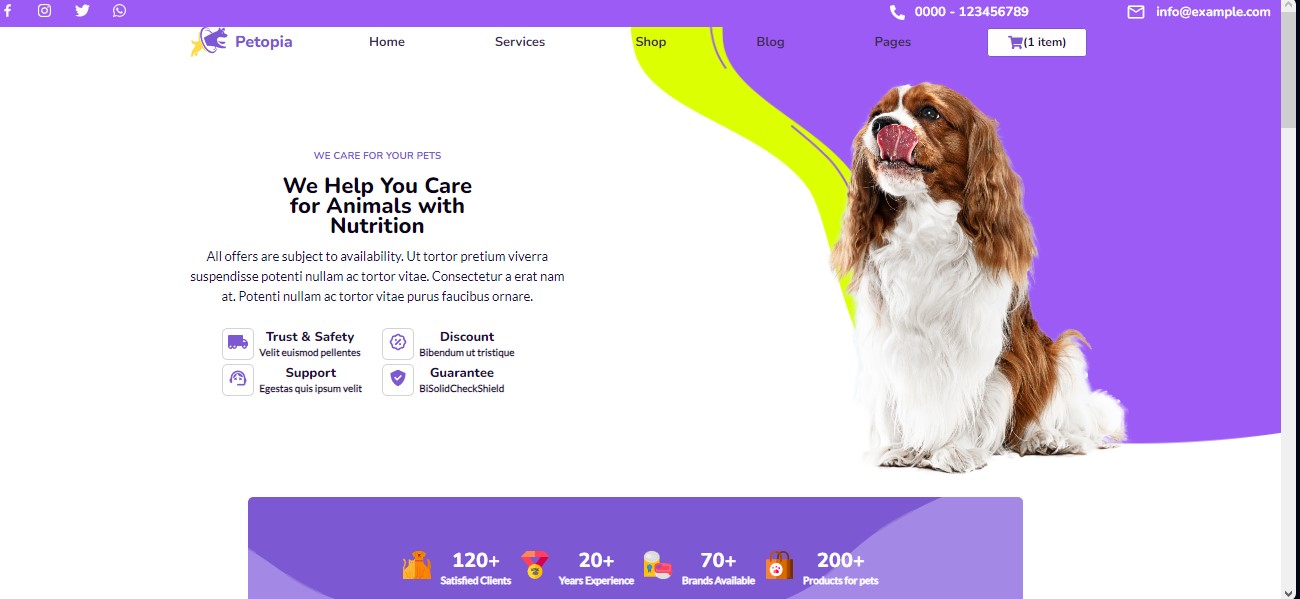 0000 - 123456789
info@example.com
Petopia
Home
Services
Shop
Blog
Pages
(1 item)
WE CARE FOR YOUR PETS
We Help You Care
for Animals with
Nutrition
All offers are subject to availability. Ut tortor pretium viverra
suspendisse potenti nullam ac tortor vitae. Consectetur a erat nam
at. Potenti nullam ac tortor vitae purus faucibus ornare.
Trust & Safety
Velit euismod pellentes
Discount
Bibendum ut tristique
Support
Egestas quis ipsum velit
Guarantee
BiSolidCheckShield
120+
Satisfied Clients
20+
Years Experience
70+
Brands Available
200+
Products for pets